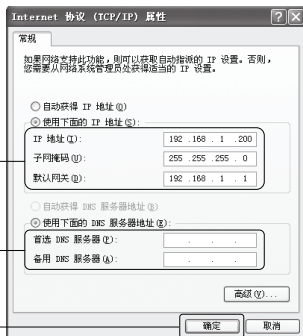 Internet 协议 (TCP/IP) 属性
常规
如果网络支持此功能，则可以获取自动指派的 IP 设置。否则，
您需要从网络系统管理员处获得适当的 IP 设置。
自动获得 IP 地址(O)
使用下面的 IP 地址(S):
IP 地址(I): 192 .168 . 1 .200
子网掩码(U): 255 .255 .255 . 0
默认网关(D): 192 .168 . 1 . 1
自动获得 DNS 服务器地址(B)
使用下面的 DNS 服务器地址(E):
首选 DNS 服务器(P): . . .
备用 DNS 服务器(A): . . .
高级(V)...
确定 取消